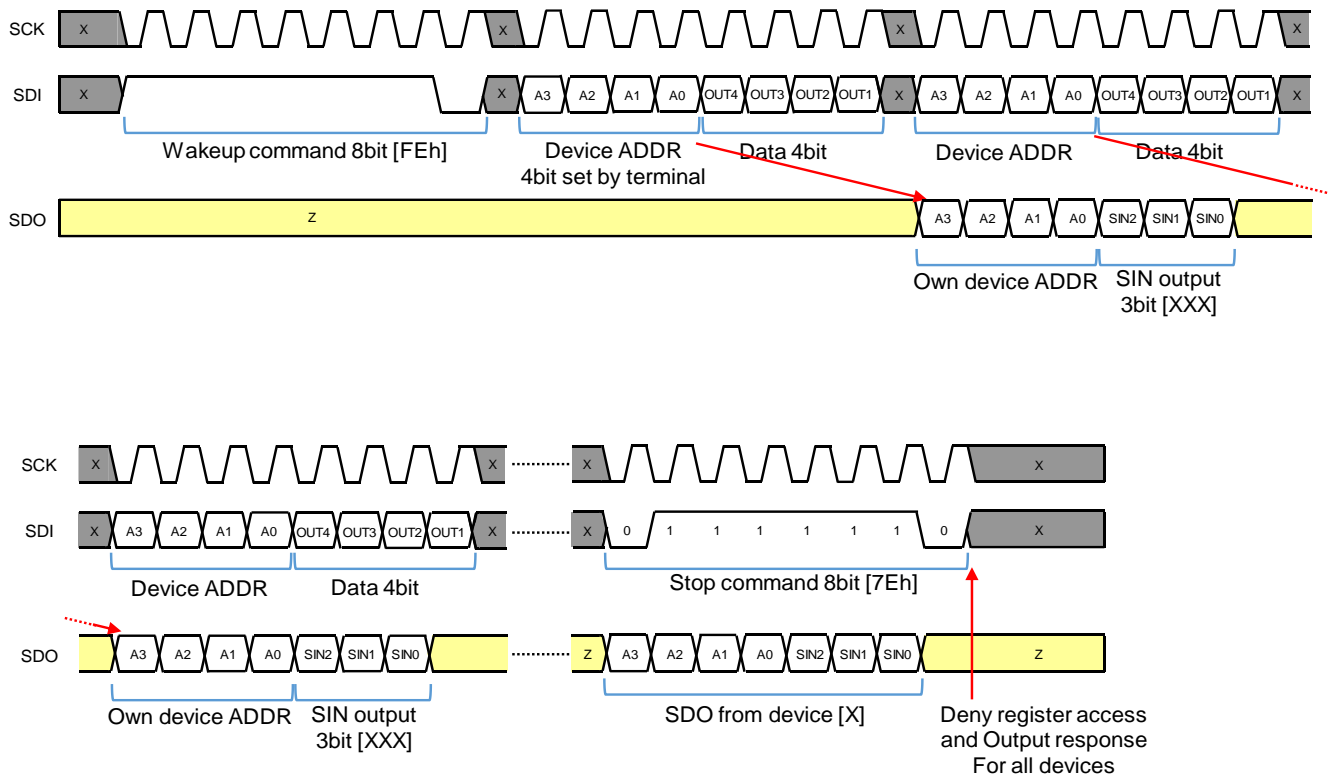 SCK X X X X
SDI X X A3 A2 A1 A0 OUT4 OUT3 OUT2 OUT1 X A3 A2 A1 A0 OUT4 OUT3 OUT2 OUT1 X
Wakeup command 8bit [FEh] Device ADDR Data 4bit Device ADDR Data 4bit
4bit set by terminal
SDO Z A3 A2 A1 A0 SIN2 SIN1 SIN0
Own device ADDR SIN output
3bit [XXX]
SCK X X X X
SDI X A3 A2 A1 A0 OUT4 OUT3 OUT2 OUT1 X X 0 1 1 1 1 1 1 0 X
Device ADDR Data 4bit Stop command 8bit [7Eh]
SDO A3 A2 A1 A0 SIN2 SIN1 SIN0 Z A3 A2 A1 A0 SIN2 SIN1 SIN0 Z
Own device ADDR SIN output SDO from device [X] Deny register access
3bit [XXX] and Output response
For all devices